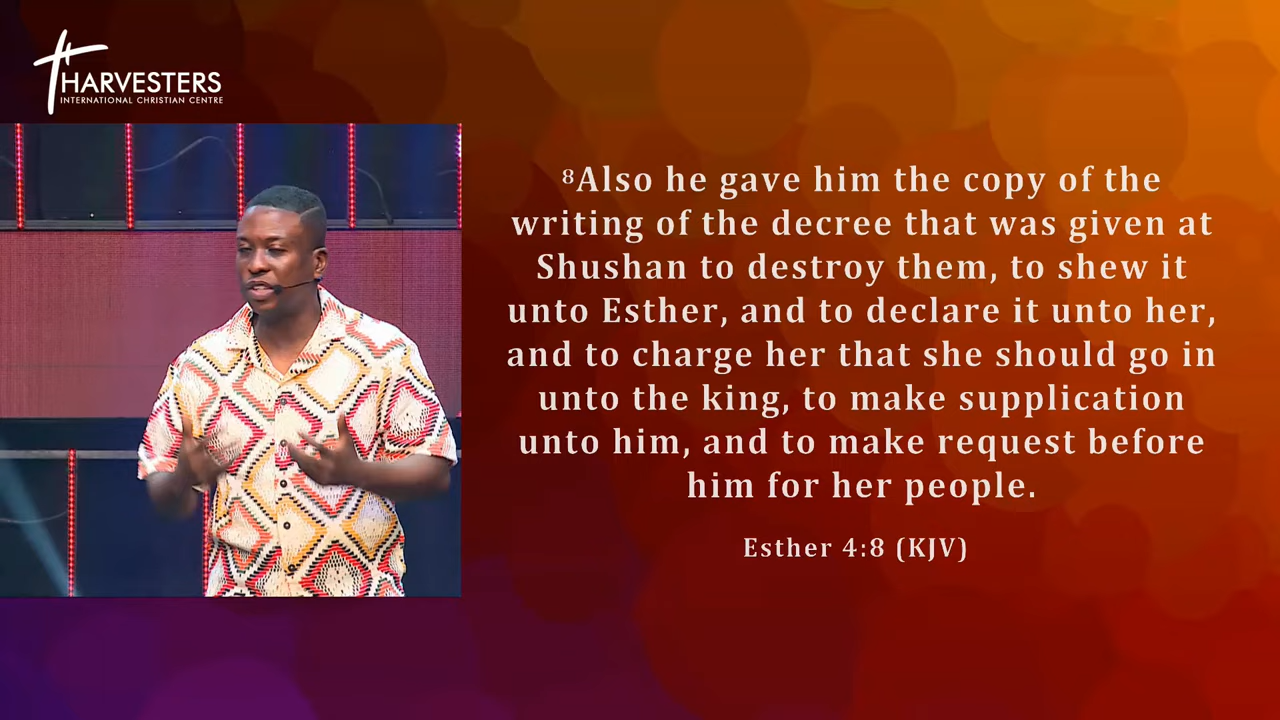 HARVESTERS
INTERNATIONAL CHRISTIAN CENTRE
⁸Also he gave him the copy of the
writing of the decree that was given at
Shushan to destroy them, to shew it
unto Esther, and to declare it unto her,
and to charge her that she should go in
unto the king, to make supplication
unto him, and to make request before
him for her people.
Esther 4:8 (KJV)